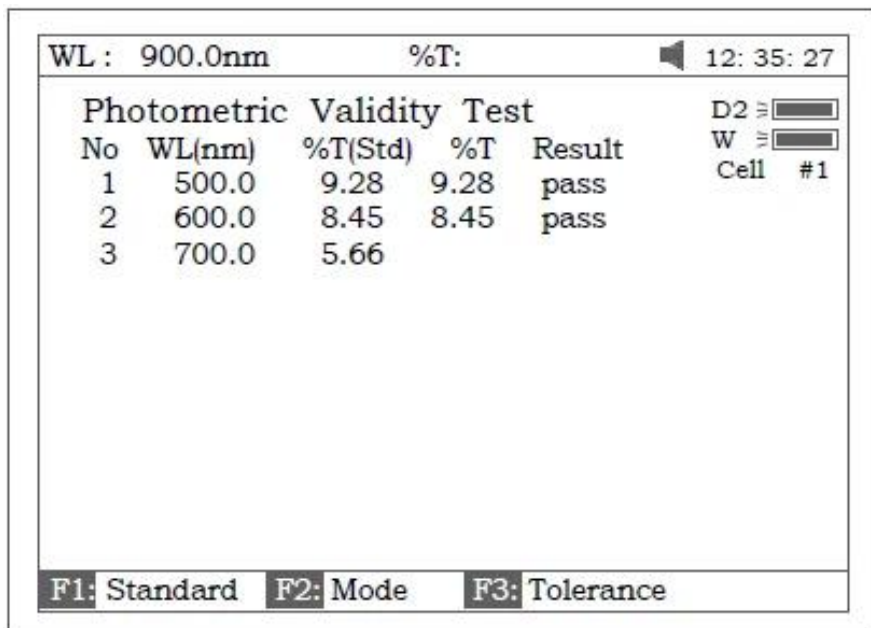 WL : 900.0nm %T: 12: 35: 27
Photometric Validity Test
D2
No WL(nm) %T(Std) %T Result
W
1 500.0 9.28 9.28 pass
Cell #1
2 600.0 8.45 8.45 pass
3 700.0 5.66
F1: Standard F2: Mode F3: Tolerance